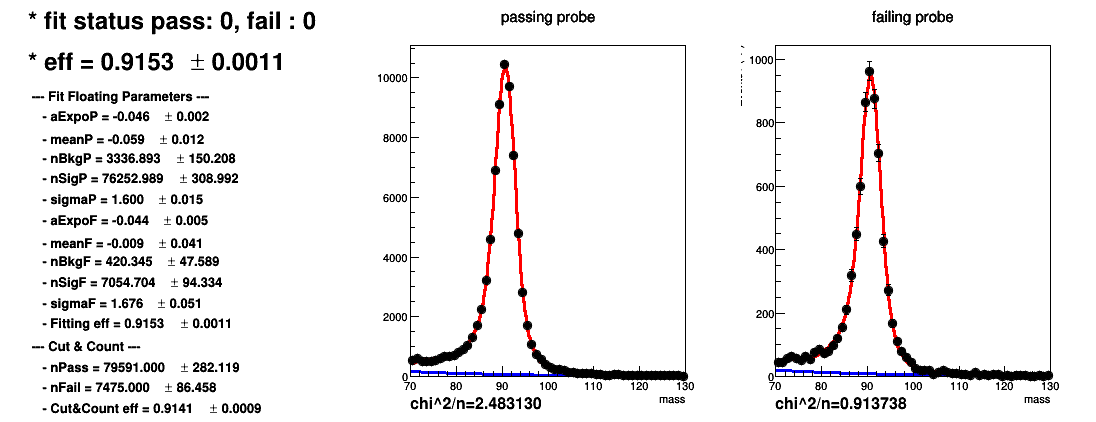 * fit status pass: 0, fail : 0
* eff = 0.9153 ± 0.0011
--- Fit Floating Parameters ---
- aExpoP = -0.046 ± 0.002
- meanP = -0.059 ± 0.012
- nBkgP = 3336.893 ± 150.208
- nSigP = 76252.989 ± 308.992
- sigmaP = 1.600 ± 0.015
- aExpoF = -0.044 ± 0.005
- meanF = -0.009 ± 0.041
- nBkgF = 420.345 ± 47.589
- nSigF = 7054.704 ± 94.334
- sigmaF = 1.676 ± 0.051
- Fitting eff = 0.9153 ± 0.0011
--- Cut & Count ---
- nPass = 79591.000 ± 282.119
- nFail = 7475.000 ± 86.458
- Cut&Count eff = 0.9141 ± 0.0009
passing probe
10000
8000
6000
4000
2000
0
70 80 90 100 110 120 130
mass
chi^2/n=2.483130
failing probe
1000
800
600
400
200
0
70 80 90 100 110 120 130
mass
chi^2/n=0.913738